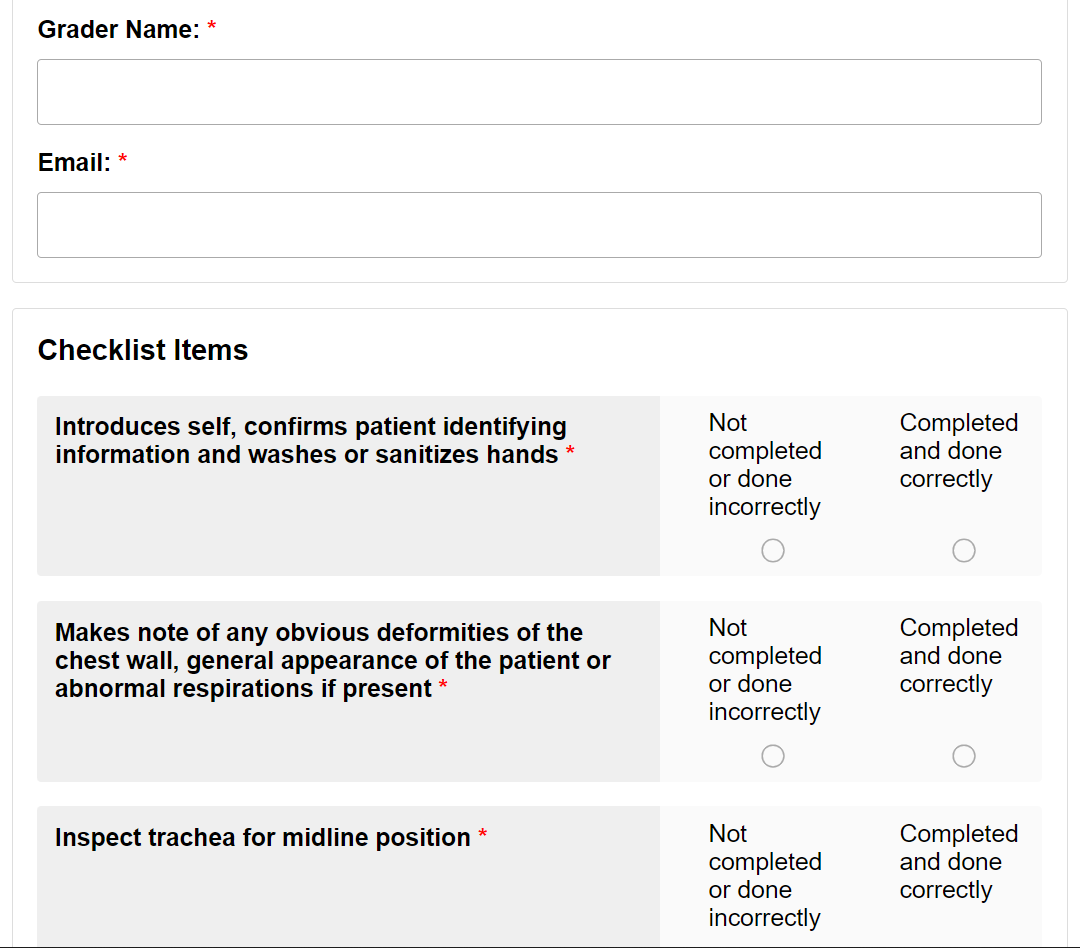 Grader Name: *
Email: *
Checklist Items
Introduces self, confirms patient identifying
information and washes or sanitizes hands *
Not
completed
or done
incorrectly
Completed
and done
correctly
Makes note of any obvious deformities of the
chest wall, general appearance of the patient or
abnormal respirations if present *
Not
completed
or done
incorrectly
Completed
and done
correctly
Inspect trachea for midline position *
Not
completed
or done
incorrectly
Completed
and done
correctly